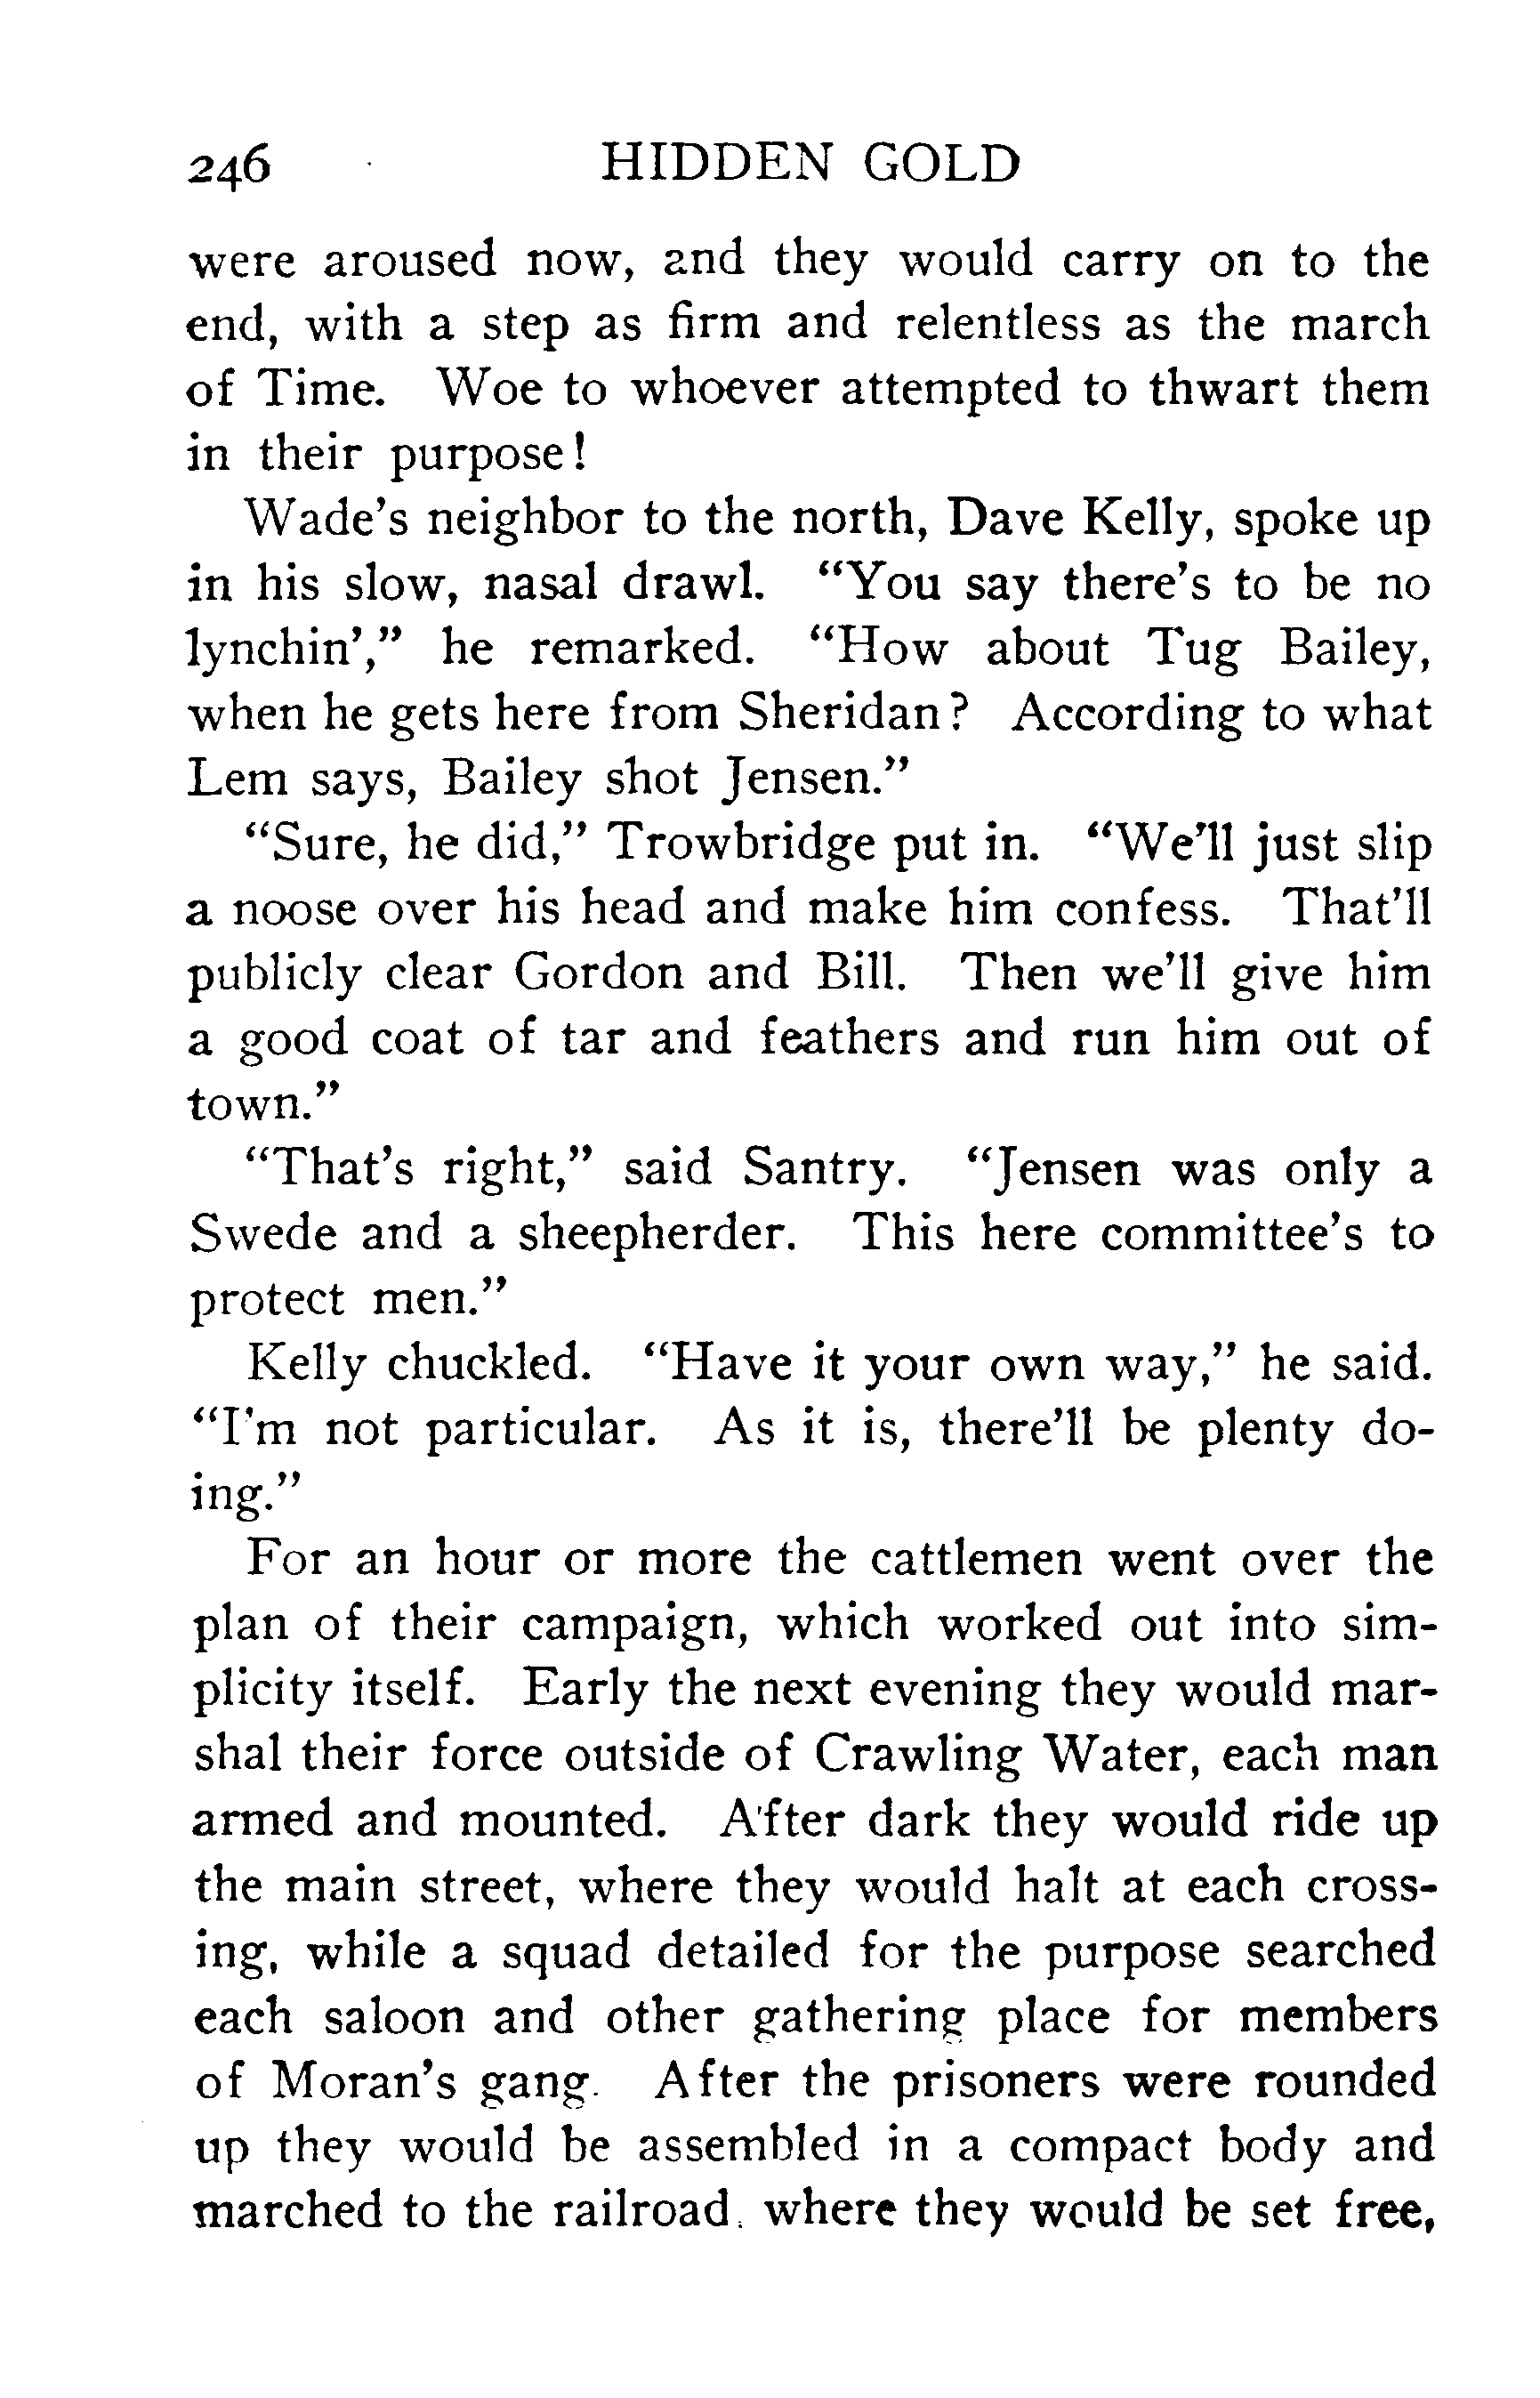 246 HIDDEN GOLD
were aroused now, and they would carry on to the
end, with a step as firm and relentless as the march
of Time. Woe to whoever attempted to thwart them
in their purpose!
Wade's neighbor to the north, Dave Kelly, spoke up
in his slow, nasal drawl. "You say there's to be no
lynchin'," he remarked. "How about Tug Bailey,
when he gets here from Sheridan? According to what
Lem says, Bailey shot Jensen."
"Sure, he did," Trowbridge put in. "We'll just slip
a noose over his head and make him confess. That'll
publicly clear Gordon and Bill. Then we'll give him
a good coat of tar and feathers and run him out of
town."
"That's right," said Santry. "Jensen was only a
Swede and a sheepherder. This here committee's to
protect men."
Kelly chuckled. "Have it your own way," he said.
"I'm not particular. As it is, there'll be plenty do-
ing."
For an hour or more the cattlemen went over the
plan of their campaign, which worked out into sim-
plicity itself. Early the next evening they would mar-
shal their force outside of Crawling Water, each man
armed and mounted. After dark they would ride up
the main street, where they would halt at each cross-
ing, while a squad detailed for the purpose searched
each saloon and other gathering place for members
of Moran's gang. After the prisoners were rounded
up they would be assembled in a compact body and
marched to the railroad, where they would be set free,